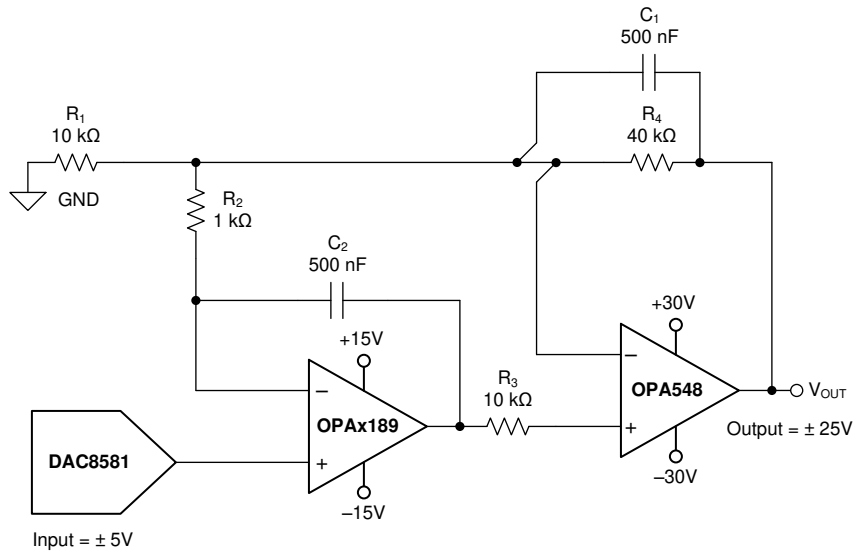 C1
500 nF
R1
10 kΩ
R4
40 kΩ
GND
R2
1 kΩ
C2
500 nF
+15V
+30V
R3
10 kΩ
–
OPAx189
+
–
OPA548
+
VOUT
Output = ± 25V
DAC8581
–15V
–30V
Input = ± 5V